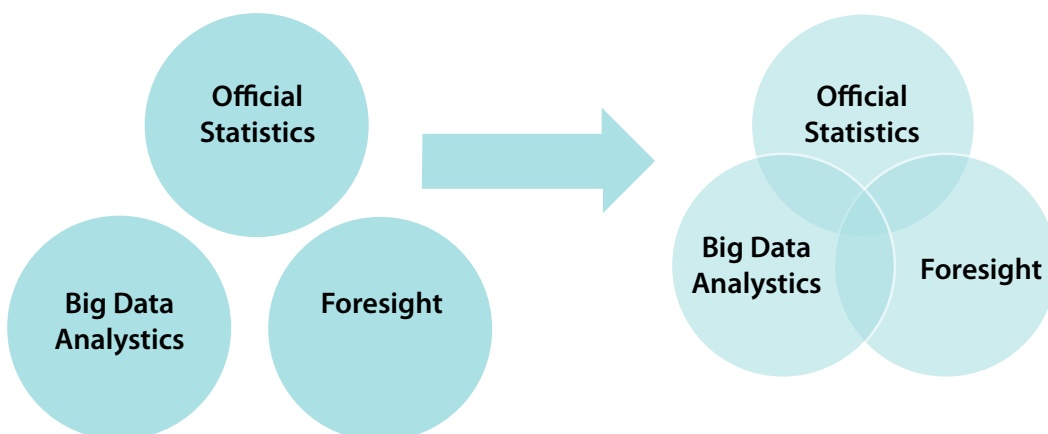 Official
Statistics
Big Data
Analystics
Foresight
Official
Statistics
Big Data
Analystics
Foresight